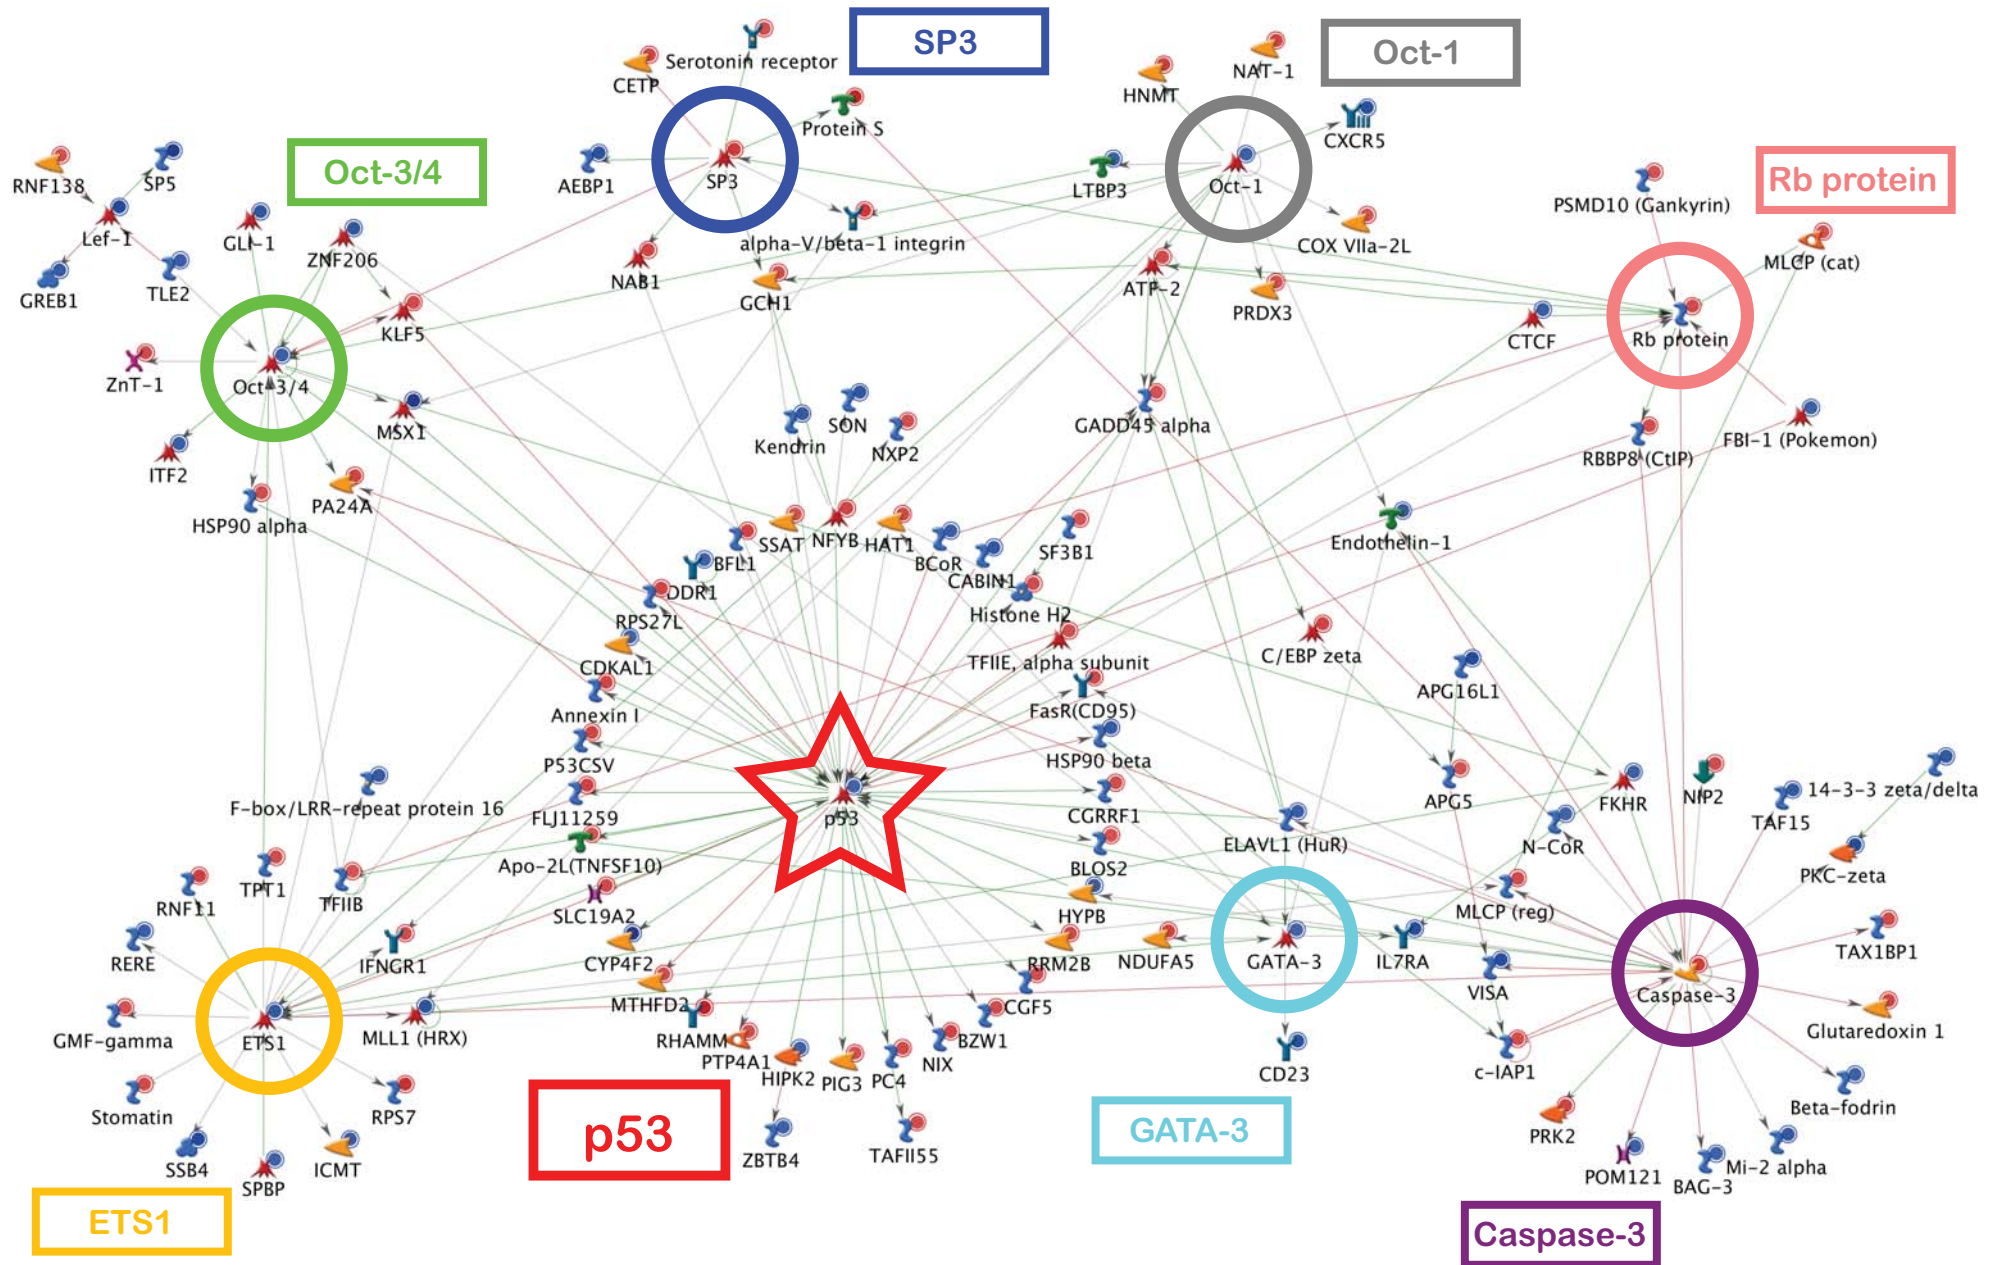 SP3
Oct-1
Serotonin receptor
CETP
NAT-1
HNMT
Protein S
CXCR5
Oct-3/4
RNF138
SP5
AEBP1
SP3
LTBP3
Oct-1
Rb protein
PSMD10 (Gankyrin)
Lef-1
GLI-1
ZNF206
alpha-V/beta-1 integrin
COX VIIa-2L
MLCP (cat)
GREB1
TLE2
NAB1
GCH1
ATF-2
PRDX3
KLF5
CTCF
Rb protein
ZnT-1
Oct-3/4
MSX1
Kendrin
SON
NXP2
GADD45 alpha
RBBP8 (CtIP)
FBI-1 (Pokemon)
ITF2
HSP90 alpha
PA24A
SSAT
NFYB
HAT1
BFL1
BCoR
CABIN1
SF3B1
Endothelin-1
DDR1
RPS27L
Histone H2
CDKAL1
TFIIE, alpha subunit
C/EBP zeta
APG16L1
Annexin I
FasR(CD95)
P53CSV
HSP90 beta
F-box/LRR-repeat protein 16
FLJ11259
p53
CGRRF1
APG5
FKHR
NIP2
14-3-3 zeta/delta
TAF15
ELAVL1 (HuR)
N-CoR
Apo-2L(TNFSF10)
BLOS2
PKC-zeta
TPT1
RNF11
TFIIB
SLC19A2
HYPB
MLCP (reg)
RERE
IFNGR1
CYP4F2
RRM2B
NDUFA5
GATA-3
IL7RA
TAX1BP1
VISA
Caspase-3
MTHFD2
CGF5
GMF-gamma
ETS1
MLL1 (HRX)
RHAMM
PTP4A1
HIPK2
PIG3
PC4
NIX
BZW1
CD23
c-IAP1
Glutaredoxin 1
Stomatin
RPS7
Beta-fodrin
p53
GATA-3
PRK2
SSB4
SPBP
ICMT
ZBTB4
TAFII55
POM121
BAG-3
Mi-2 alpha
ETS1
Caspase-3